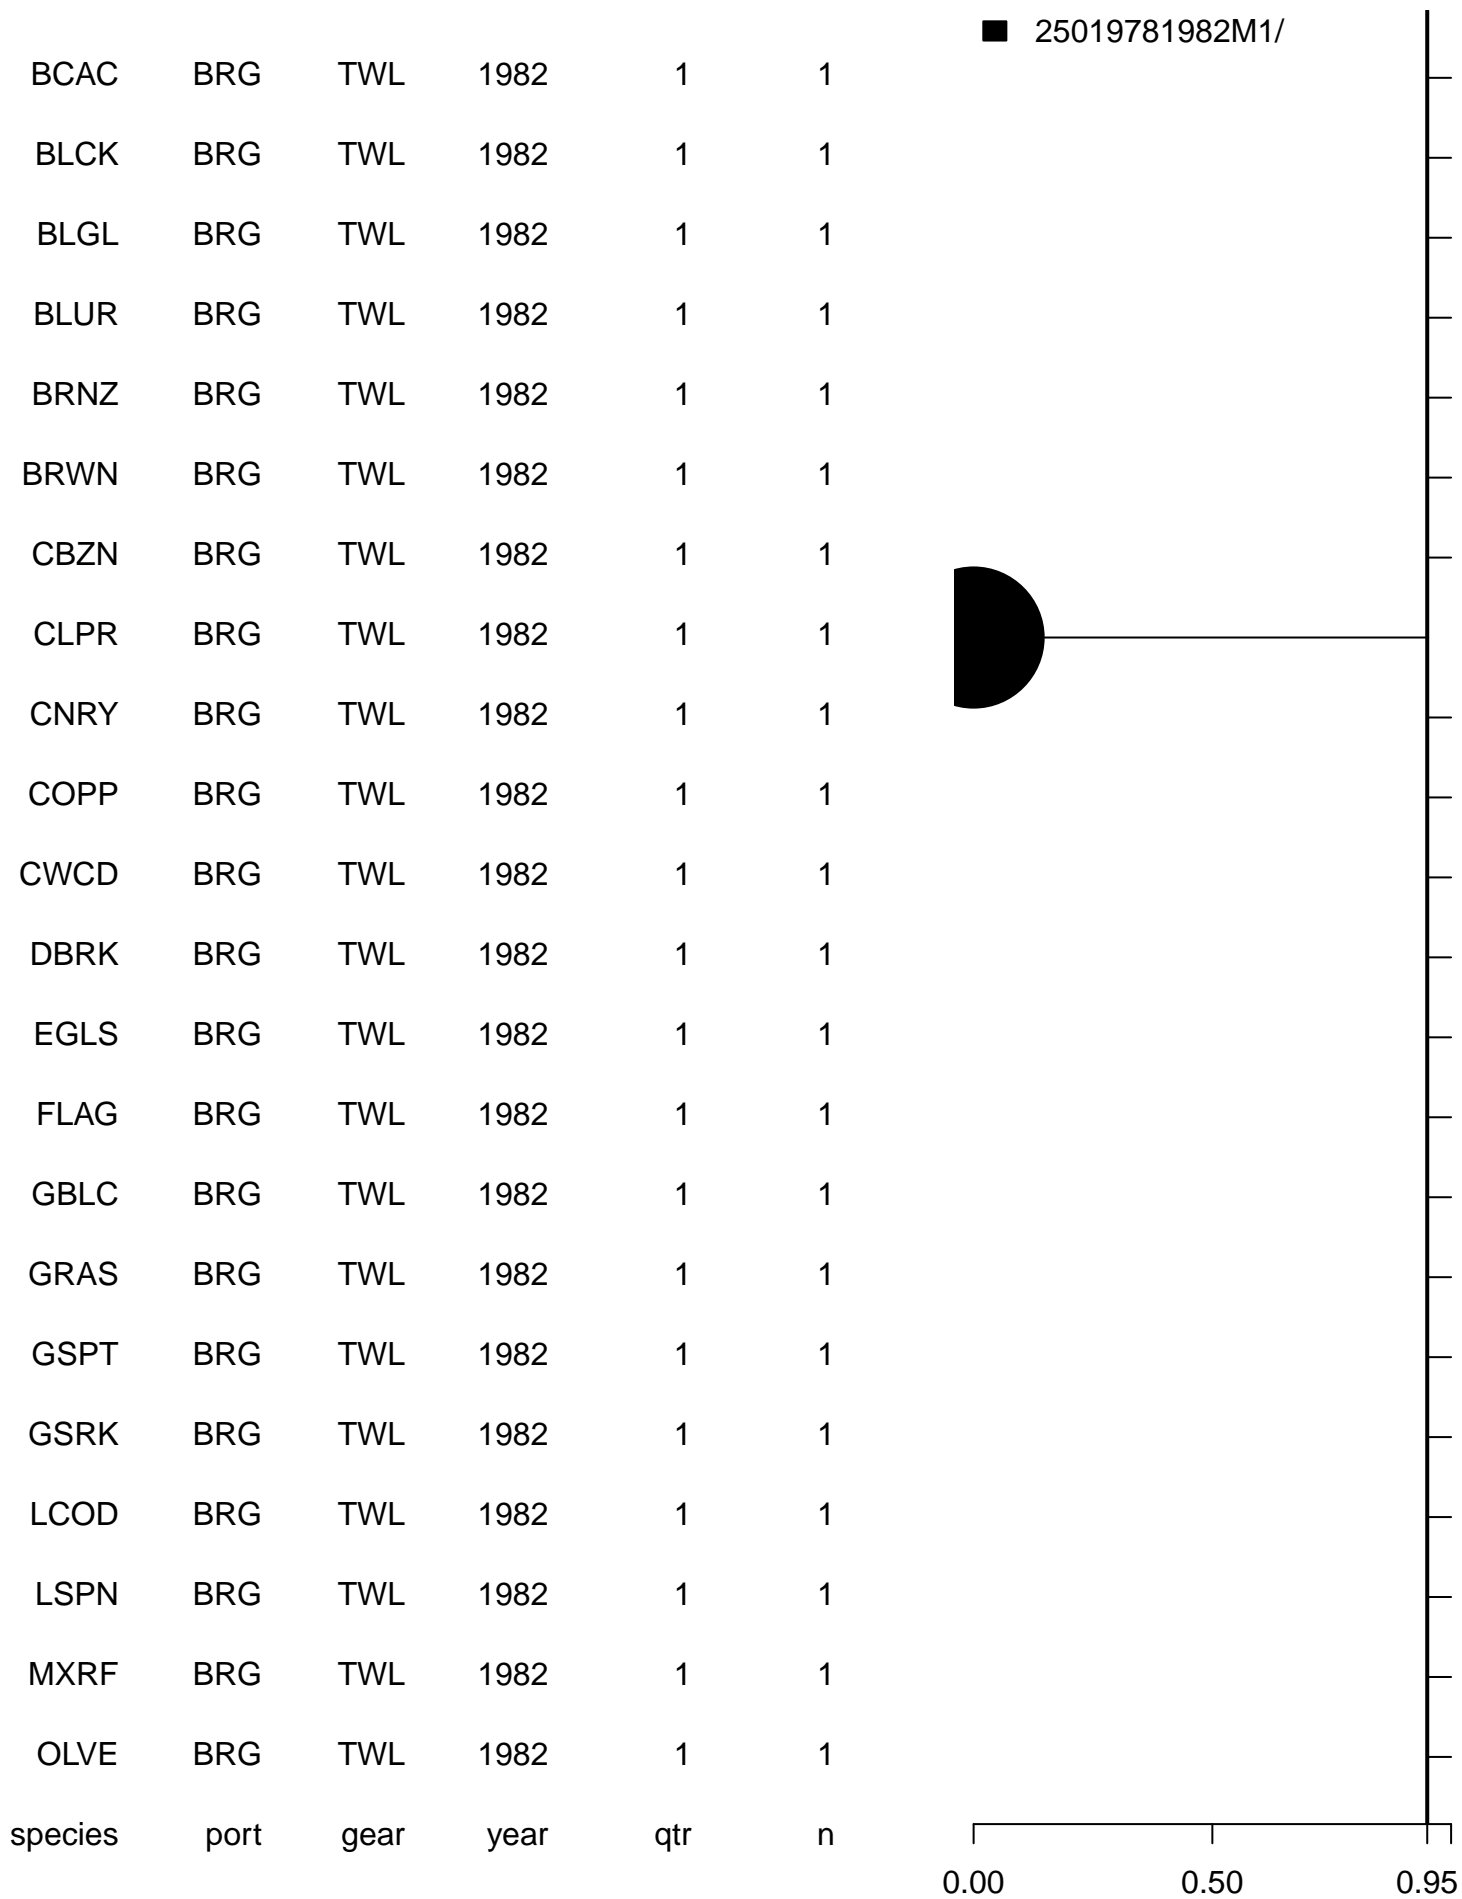 25019781982M1/
BCAC BRG TWL 1982 1 1
BLCK BRG TWL 1982 1 1
BLGL BRG TWL 1982 1 1
BLUR BRG TWL 1982 1 1
BRNZ BRG TWL 1982 1 1
BRWN BRG TWL 1982 1 1
CBZN BRG TWL 1982 1 1
CLPR BRG TWL 1982 1 1
CNRY BRG TWL 1982 1 1
COPP BRG TWL 1982 1 1
CWCD BRG TWL 1982 1 1
DBRK BRG TWL 1982 1 1
EGLS BRG TWL 1982 1 1
FLAG BRG TWL 1982 1 1
GBLC BRG TWL 1982 1 1
GRAS BRG TWL 1982 1 1
GSPT BRG TWL 1982 1 1
GSRK BRG TWL 1982 1 1
LCOD BRG TWL 1982 1 1
LSPN BRG TWL 1982 1 1
MXRF BRG TWL 1982 1 1
OLVE BRG TWL 1982 1 1
species port gear year qtr n
0.00 0.50 0.95